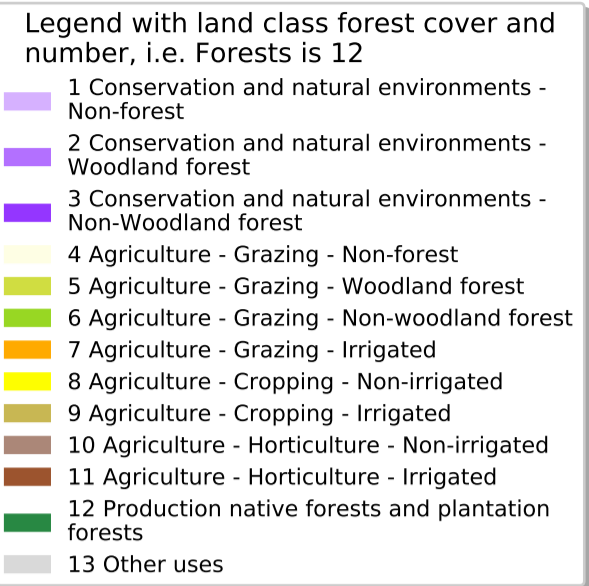 Legend with land class forest cover and
number, i.e. Forests is 12
1 Conservation and natural environments -
Non-forest
2 Conservation and natural environments -
Woodland forest
3 Conservation and natural environments -
Non-Woodland forest
4 Agriculture - Grazing - Non-forest
5 Agriculture - Grazing - Woodland forest
6 Agriculture - Grazing - Non-woodland forest
7 Agriculture - Grazing - Irrigated
8 Agriculture - Cropping - Non-irrigated
9 Agriculture - Cropping - Irrigated
10 Agriculture - Horticulture - Non-irrigated
11 Agriculture - Horticulture - Irrigated
12 Production native forests and plantation
forests
13 Other uses